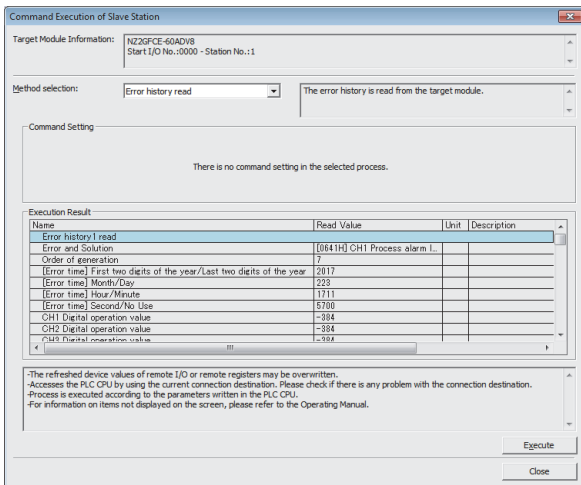 Command Execution of Slave Station
Target Module Information:
NZ2GFCE-60ADV8
Start I/O No.:0000 - Station No.:1
Method selection:
Error history read
The error history is read from the target module.
Command Setting
There is no command setting in the selected process.
Execution Result
Name Read Value Unit Description
Error history 1 read
Error and Solution [0641H] CH1 Process alarm l...
Order of generation 7
[Error time] First two digits of the year/Last two digits of the year 2017
[Error time] Month/Day 223
[Error time] Hour/Minute 1711
[Error time] Second/No Use 5700
CH1 Digital operation value -384
CH2 Digital operation value -384
CH3 Digital operation value -384
-The refreshed device values of remote I/O or remote registers may be overwritten.
-Accesses the PLC CPU by using the current connection destination. Please check if there is any problem with the connection destination.
-Process is executed according to the parameters written in the PLC CPU.
-For information on items not displayed on the screen, please refer to the Operating Manual.
Execute
Close